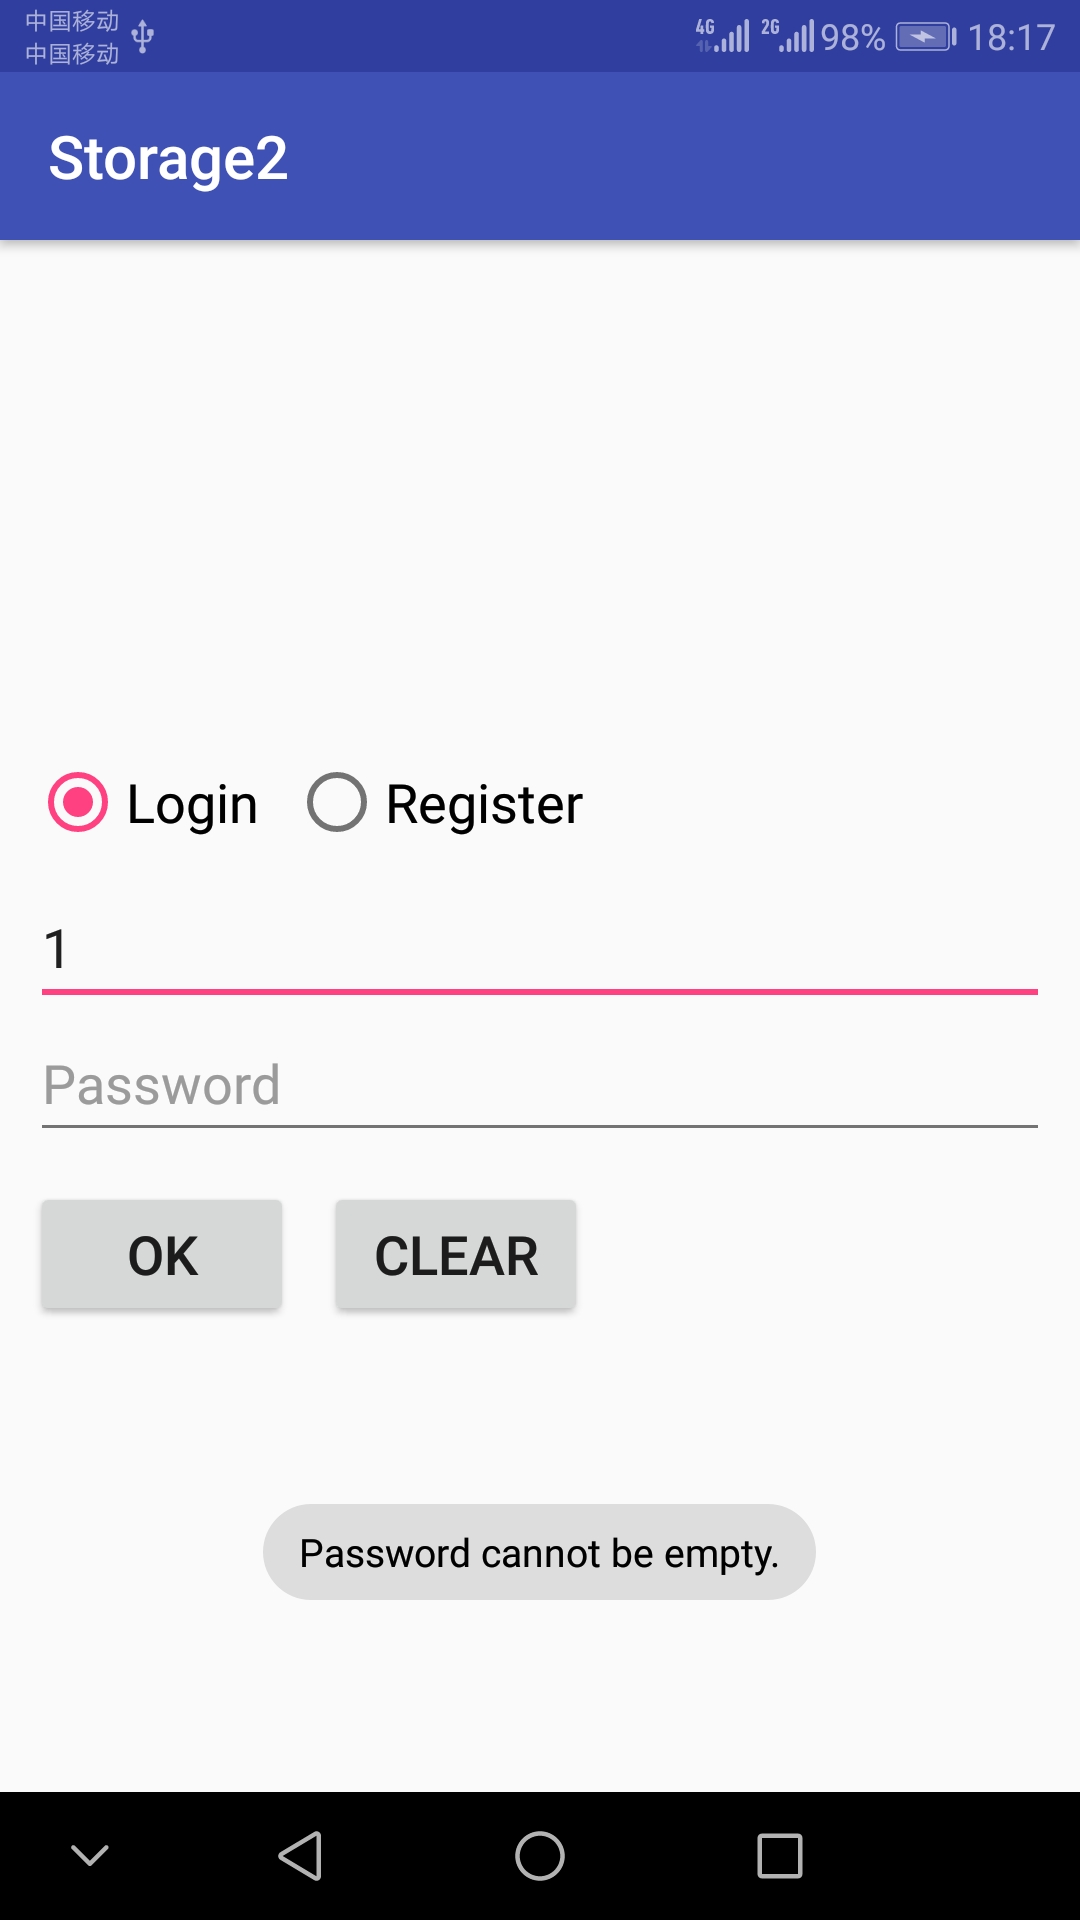 中国移动
中国移动
4G 2G 98% 18:17
Storage2
Login Register
1
Password
OK CLEAR
Password cannot be empty.